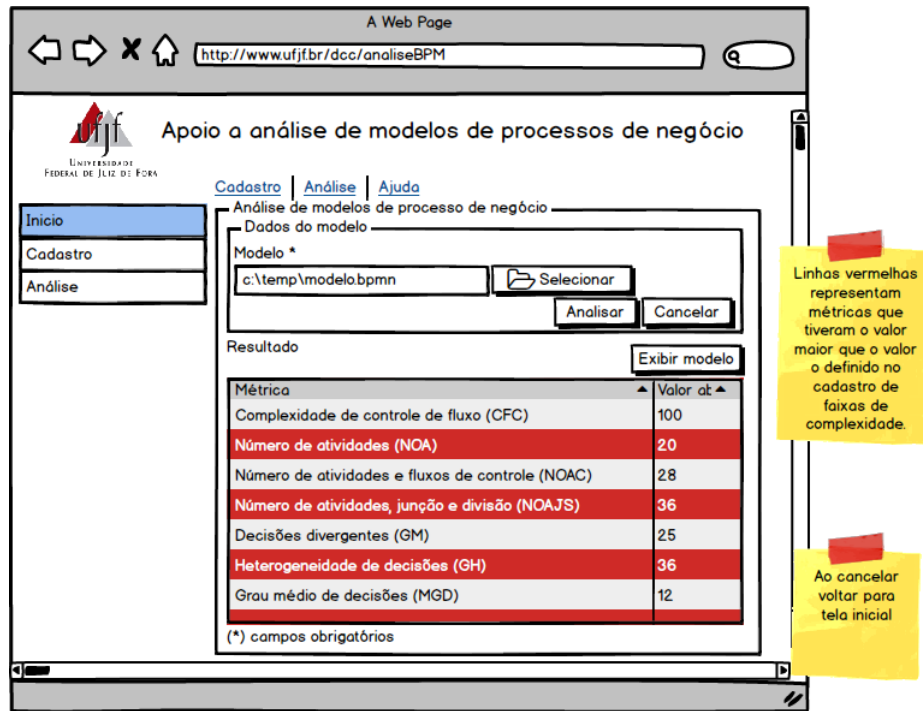 A Web Page
http://www.ufjf.br/dcc/analiseBPM
ufjf
UNIVERSIDADE
FEDERAL DE JUIZ DE FORA
Apoio a análise de modelos de processos de negócio
Cadastro | Análise | Ajuda
Inicio
Cadastro
Análise
Análise de modelos de processo de negócio
Dados do modelo
Modelo *
c:\temp\modelo.bpmn
Selecionar
Analisar
Cancelar
Resultado
Exibir modelo
Métrica
Valor at
Complexidade de controle de fluxo (CFC) 100
Número de atividades (NOA) 20
Número de atividades e fluxos de controle (NOAC) 28
Número de atividades, junção e divisão (NOAJS) 36
Decisões divergentes (GM) 25
Heterogeneidade de decisões (GH) 36
Grau médio de decisões (MGD) 12
(*) campos obrigatórios
Linhas vermelhas
representam
métricas que
tiveram o valor
maior que o valor
o definido no
cadastro de
faixas de
complexidade.
Ao cancelar
voltar para
tela inicial